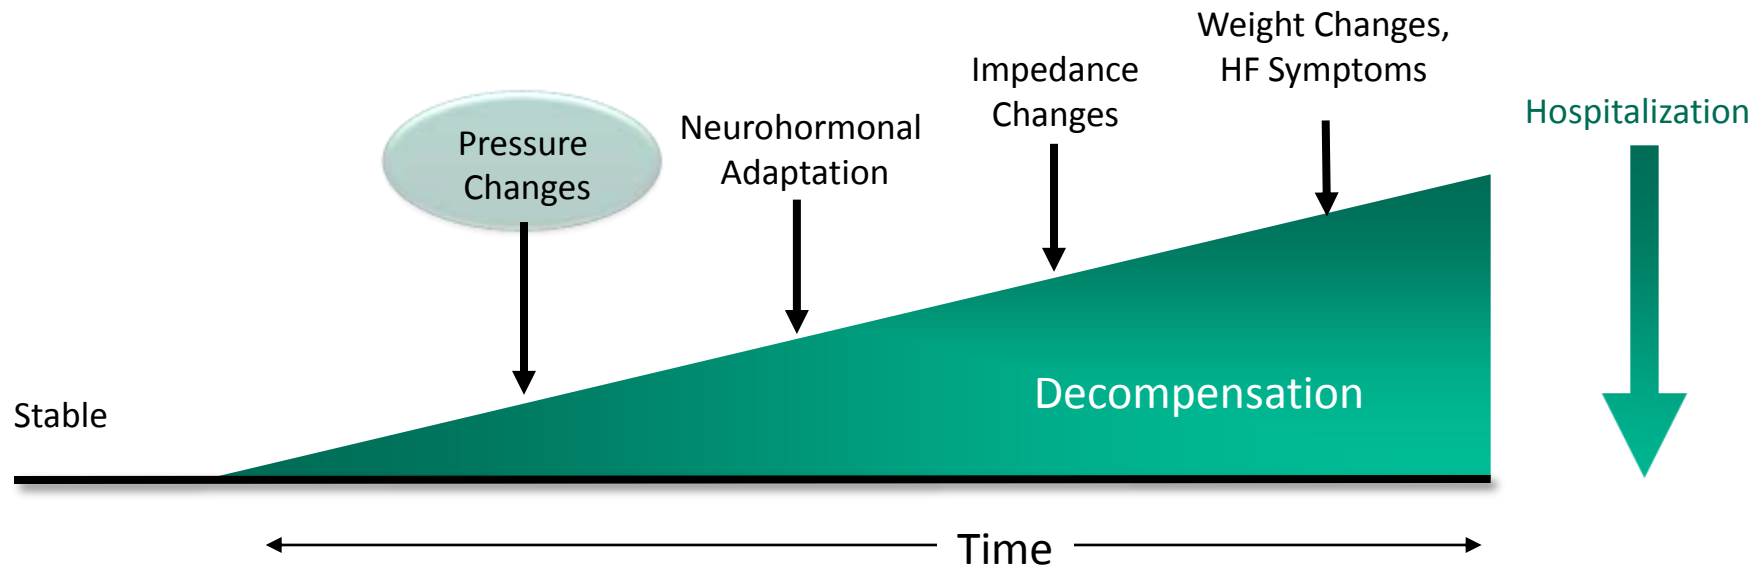 Stable
Pressure
Changes
Neurohormonal
Adaptation
Impedance
Changes
Weight Changes,
HF Symptoms
Hospitalization
Decompensation
Time